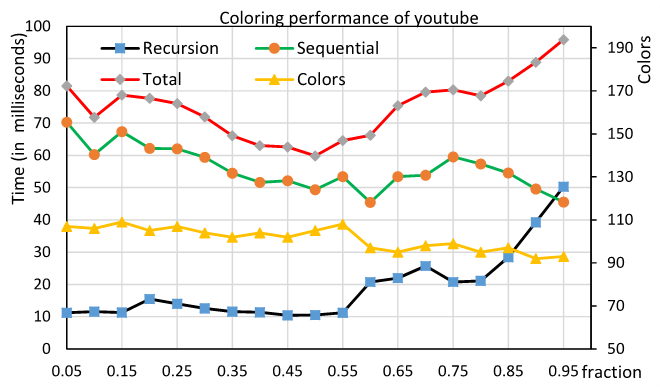 Coloring performance of youtube
Time (in milliseconds)
Colors
Recursion
Sequential
Total
Colors
100
90
80
70
60
50
40
30
20
10
0
190
170
150
130
110
90
70
50
0.05 0.15 0.25 0.35 0.45 0.55 0.65 0.75 0.85 0.95 fraction